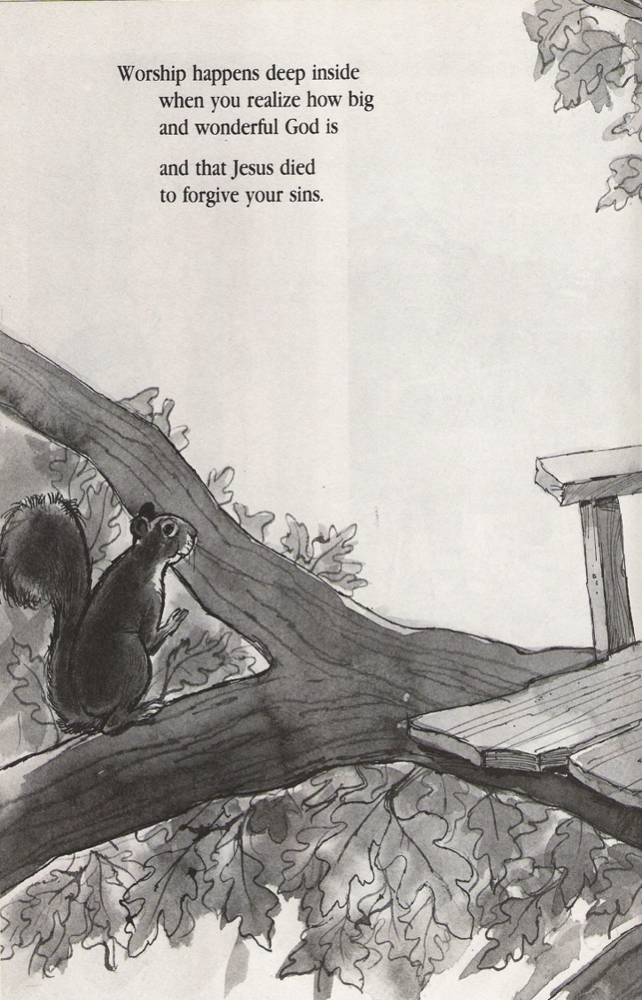 Worship happens deep inside
when you realize how big
and wonderful God is
and that Jesus died
to forgive your sins.